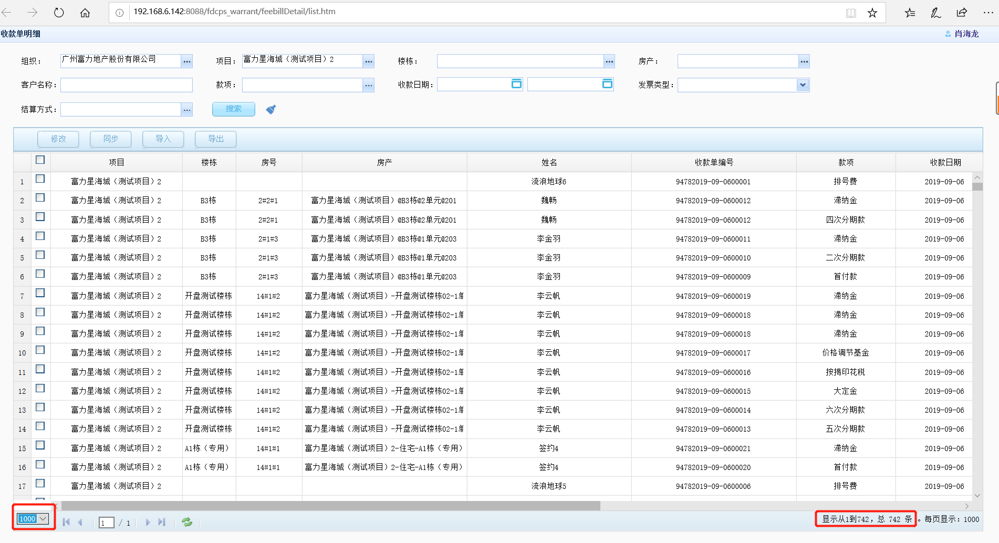 192.168.6.142:8088/fdcps_warrant/feebillDetail/list.htm
收款单明细 肖海龙
组织： 广州富力地产股份有限公司 ... 项目： 富力星海城（测试项目）2 ... 楼栋： ... 房产： ...
客户名称： 款项： ... 收款日期： 发票类型：
结算方式： ... 搜索
修改 同步 导入 导出
项目 楼栋 房号 房产 姓名 收款单编号 款项 收款日期
1 富力星海城（测试项目）2 流浪地球6 94782019-09-0600001 排号费 2019-09-06
2 富力星海城（测试项目）2 B3栋 2#2#1 富力星海城（测试项目）@B3栋@2单元@201 魏畅 94782019-09-0600012 滞纳金 2019-09-06
3 富力星海城（测试项目）2 B3栋 2#2#1 富力星海城（测试项目）@B3栋@2单元@201 魏畅 94782019-09-0600012 四次分期款 2019-09-06
4 富力星海城（测试项目）2 B3栋 2#1#3 富力星海城（测试项目）@B3栋@1单元@203 李金羽 94782019-09-0600011 滞纳金 2019-09-06
5 富力星海城（测试项目）2 B3栋 2#1#3 富力星海城（测试项目）@B3栋@1单元@203 李金羽 94782019-09-0600010 二次分期款 2019-09-06
6 富力星海城（测试项目）2 B3栋 2#1#3 富力星海城（测试项目）@B3栋@1单元@203 李金羽 94782019-09-0600009 首付款 2019-09-06
7 富力星海城（测试项目）2 开盘测试楼栋 14#1#2 富力星海城（测试项目）-开盘测试楼栋02-1单 李云帆 94782019-09-0600019 滞纳金 2019-09-06
8 富力星海城（测试项目）2 开盘测试楼栋 14#1#2 富力星海城（测试项目）-开盘测试楼栋02-1单 李云帆 94782019-09-0600018 滞纳金 2019-09-06
9 富力星海城（测试项目）2 开盘测试楼栋 14#1#2 富力星海城（测试项目）-开盘测试楼栋02-1单 李云帆 94782019-09-0600018 滞纳金 2019-09-06
10 富力星海城（测试项目）2 开盘测试楼栋 14#1#2 富力星海城（测试项目）-开盘测试楼栋02-1单 李云帆 94782019-09-0600017 价格调节基金 2019-09-06
11 富力星海城（测试项目）2 开盘测试楼栋 14#1#2 富力星海城（测试项目）-开盘测试楼栋02-1单 李云帆 94782019-09-0600016 按揭印花税 2019-09-06
12 富力星海城（测试项目）2 开盘测试楼栋 14#1#2 富力星海城（测试项目）-开盘测试楼栋02-1单 李云帆 94782019-09-0600015 大定金 2019-09-06
13 富力星海城（测试项目）2 开盘测试楼栋 14#1#2 富力星海城（测试项目）-开盘测试楼栋02-1单 李云帆 94782019-09-0600014 六次分期款 2019-09-06
14 富力星海城（测试项目）2 开盘测试楼栋 14#1#2 富力星海城（测试项目）-开盘测试楼栋02-1单 李云帆 94782019-09-0600013 五次分期款 2019-09-06
15 富力星海城（测试项目）2 A1栋（专用） 14#1#1 富力星海城（测试项目）2-住宅-A1栋（专用） 签约4 94782019-09-0600021 滞纳金 2019-09-06
16 富力星海城（测试项目）2 A1栋（专用） 14#1#1 富力星海城（测试项目）2-住宅-A1栋（专用） 签约4 94782019-09-0600020 首付款 2019-09-06
17 富力星海城（测试项目）2 流浪地球5 94782019-09-0600006 排号费 2019-09-06
1000 1 / 1 显示从1到742，总 742 条 。每页显示：1000